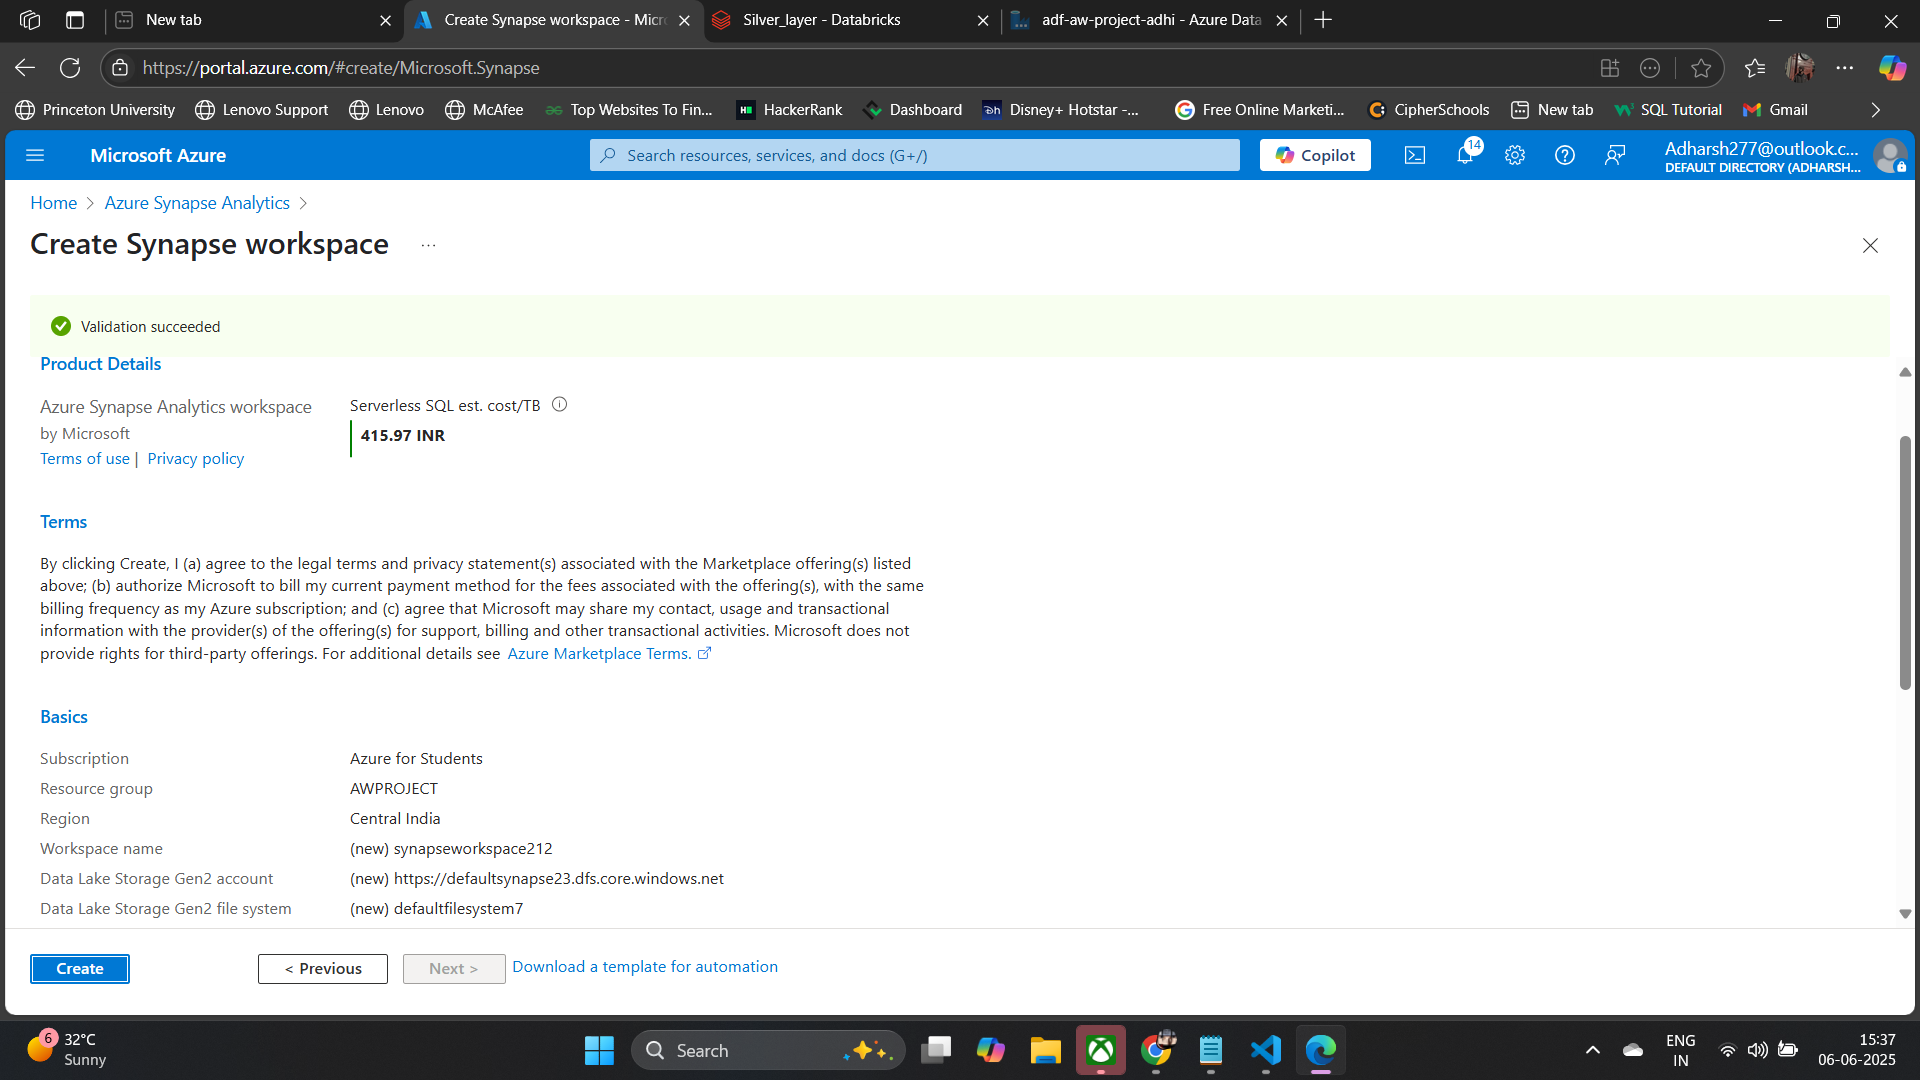 New tab
Create Synapse workspace - Micro
Silver_layer - Databricks
adf-aw-project-adhi - Azure Data
https://portal.azure.com/#create/Microsoft.Synapse
Princeton University
Lenovo Support
Lenovo
McAfee
Top Websites To Fin...
HackerRank
Dashboard
Disney+ Hotstar -...
Free Online Marketi...
CipherSchools
New tab
SQL Tutorial
Gmail
Microsoft Azure
Search resources, services, and docs (G+/)
Copilot
14
Adharsh277@outlook.c...
DEFAULT DIRECTORY (ADHARSH...
Home > Azure Synapse Analytics >
Create Synapse workspace ...
Validation succeeded
Product Details
Azure Synapse Analytics workspace
by Microsoft
Terms of use | Privacy policy
Serverless SQL est. cost/TB
415.97 INR
Terms
By clicking Create, I (a) agree to the legal terms and privacy statement(s) associated with the Marketplace offering(s) listed
above; (b) authorize Microsoft to bill my current payment method for the fees associated with the offering(s), with the same
billing frequency as my Azure subscription; and (c) agree that Microsoft may share my contact, usage and transactional
information with the provider(s) of the offering(s) for support, billing and other transactional activities. Microsoft does not
provide rights for third-party offerings. For additional details see Azure Marketplace Terms.
Basics
Subscription Azure for Students
Resource group AWPROJECT
Region Central India
Workspace name (new) synapseworkspace212
Data Lake Storage Gen2 account (new) https://defaultsynapse23.dfs.core.windows.net
Data Lake Storage Gen2 file system (new) defaultfilesystem7
Create
< Previous
Next >
Download a template for automation
6
32°C
Sunny
Search
ENG
IN
15:37
06-06-2025